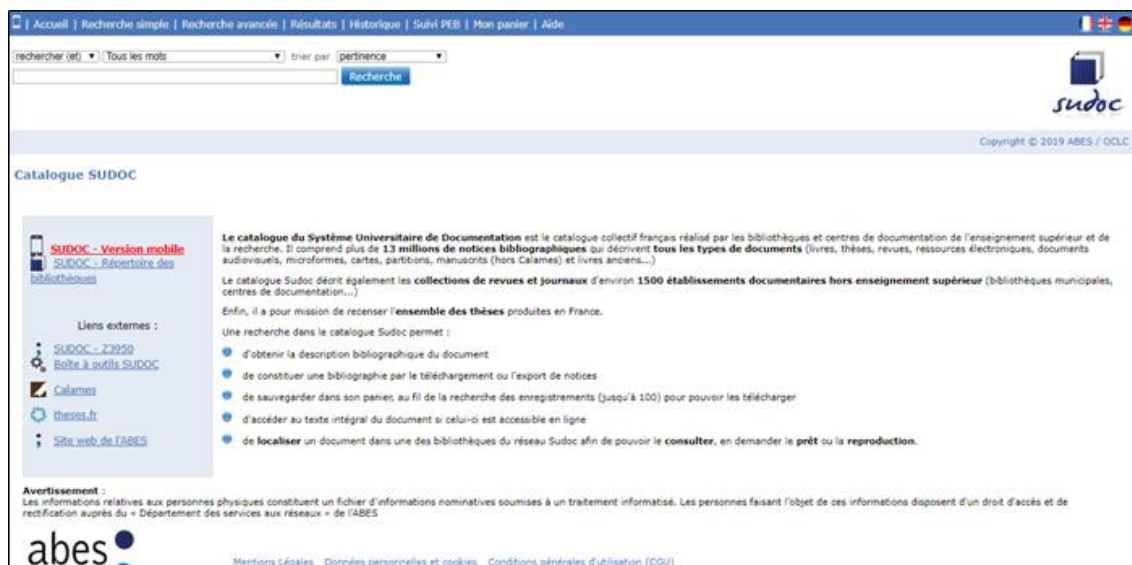 | Accueil | Recherche simple | Recherche avancée | Résultats | Historique | Suivi PEB | Mon panier | Aide
rechercher (et) Tous les mots trier par pertinence
Recherche
sudoc
Copyright © 2019 ABES / OCLC
Catalogue SUDOC
SUDOC - Version mobile
SUDOC - Répertoire des
bibliothèques
Liens externes :
SUDOC - Z3950
Boîte à outils SUDOC
Calames
theses.fr
Site web de l'ABES
Le catalogue du Système Universitaire de Documentation est le catalogue collectif français réalisé par les bibliothèques et centres de documentation de l'enseignement supérieur et de
la recherche. Il comprend plus de 13 millions de notices bibliographiques qui décrivent tous les types de documents (livres, thèses, revues, ressources électroniques, documents
audiovisuels, microformes, cartes, partitions, manuscrits (hors Calames) et livres anciens...)
Le catalogue Sudoc décrit également les collections de revues et journaux d'environ 1500 établissements documentaires hors enseignement supérieur (bibliothèques municipales,
centres de documentation...)
Enfin, il a pour mission de recenser l'ensemble des thèses produites en France.
Une recherche dans le catalogue Sudoc permet :
d'obtenir la description bibliographique du document
de constituer une bibliographie par le téléchargement ou l'export de notices
de sauvegarder dans son panier, au fil de la recherche des enregistrements (jusqu'à 100) pour pouvoir les télécharger
d'accéder au texte intégral du document si celui-ci est accessible en ligne
de localiser un document dans une des bibliothèques du réseau Sudoc afin de pouvoir le consulter, en demander le prêt ou la reproduction.
Avertissement :
Les informations relatives aux personnes physiques constituent un fichier d'informations nominatives soumises à un traitement informatisé. Les personnes faisant l'objet de ces informations disposent d'un droit d'accès et de
rectification auprès du « Département des services aux réseaux » de l'ABES
abes
Mentions Légales Données personnelles et cookies Conditions générales d'utilisation (CGU)